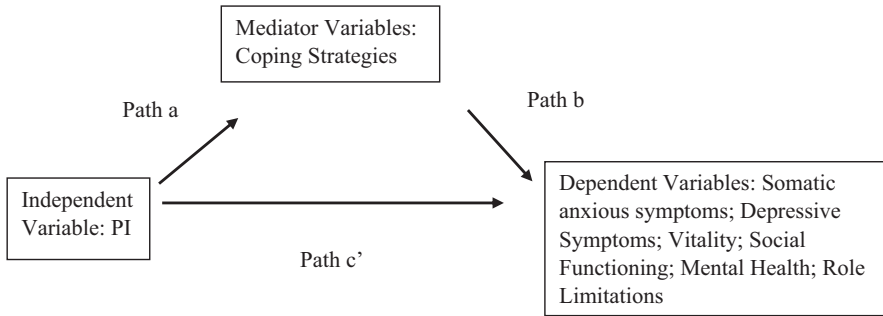 Mediator Variables:
Coping Strategies
Path a
Path b
Independent
Variable: PI
Dependent Variables: Somatic
anxious symptoms; Depressive
Symptoms; Vitality; Social
Functioning; Mental Health; Role
Limitations
Path c’